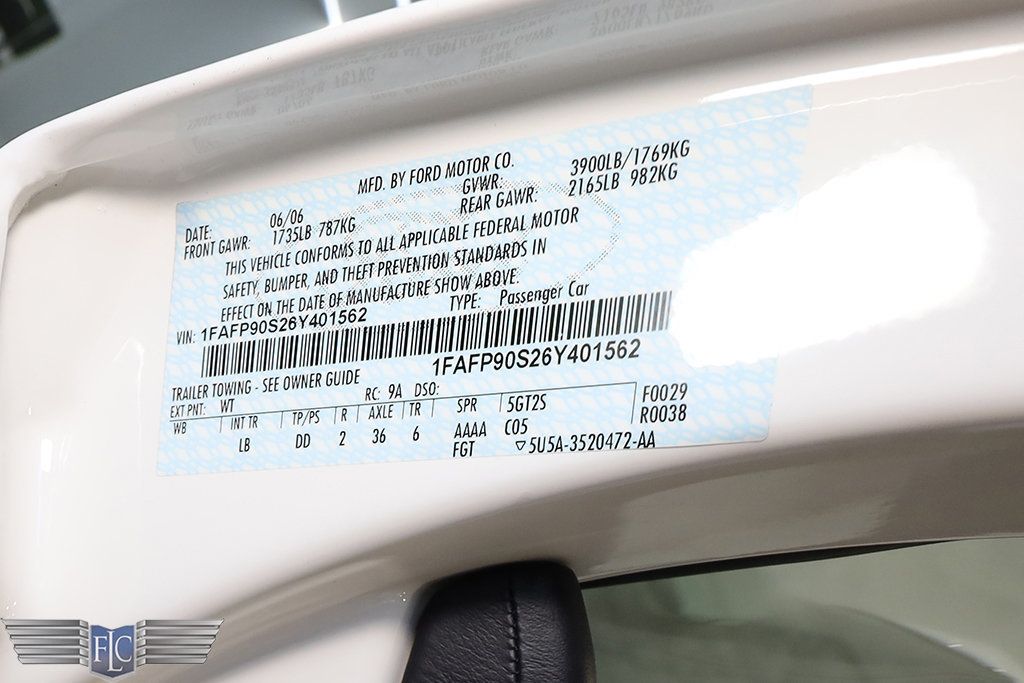 MFD. BY FORD MOTOR CO.
DATE: 06/06 GVWR: 3900LB/1769KG
FRONT GAWR: 1735LB 787KG REAR GAWR: 2165LB 982KG
THIS VEHICLE CONFORMS TO ALL APPLICABLE FEDERAL MOTOR
SAFETY, BUMPER, AND THEFT PREVENTION STANDARDS IN
EFFECT ON THE DATE OF MANUFACTURE SHOW ABOVE.
VIN: 1FAFP90S26Y401562 TYPE: Passenger Car
1FAFP90S26Y401562
TRAILER TOWING - SEE OWNER GUIDE
EXT PNT: WT RC: 9A DSO:
WB INT TR TP/PS R AXLE TR SPR 5GT2S F0029
LB DD 2 36 6 AAAA C05 R0038
FGT ▽5U5A-3520472-AA
FLC